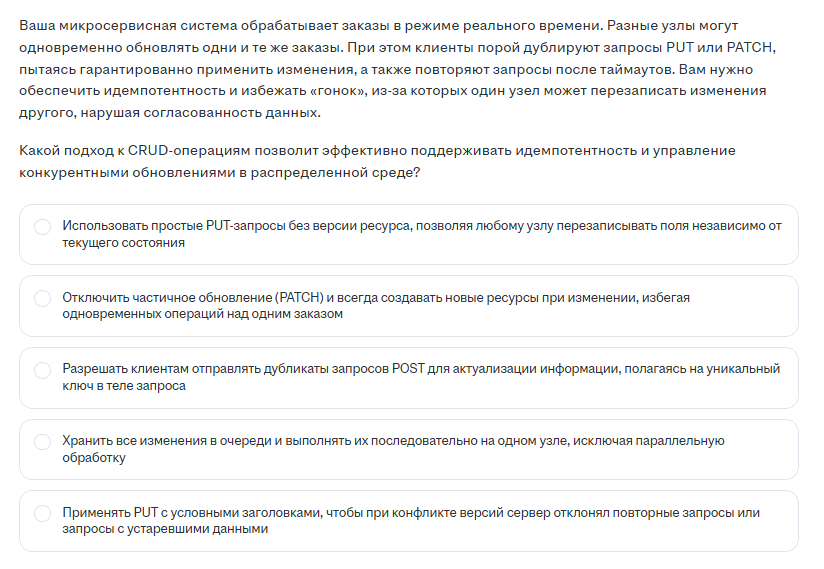 Ваша микросервисная система обрабатывает заказы в режиме реального времени. Разные узлы могут
одновременно обновлять одни и те же заказы. При этом клиенты порой дублируют запросы PUT или PATCH,
пытаясь гарантированно применить изменения, а также повторяют запросы после таймаутов. Вам нужно
обеспечить идемпотентность и избежать «гонок», из-за которых один узел может перезаписать изменения
другого, нарушая согласованность данных.
Какой подход к CRUD-операциям позволит эффективно поддерживать идемпотентность и управление
конкурентными обновлениями в распределенной среде?
Использовать простые PUT-запросы без версии ресурса, позволяя любому узлу перезаписывать поля независимо от
текущего состояния
Отключить частичное обновление (PATCH) и всегда создавать новые ресурсы при изменении, избегая
одновременных операций над одним заказом
Разрешать клиентам отправлять дубликаты запросов POST для актуализации информации, полагаясь на уникальный
ключ в теле запроса
Хранить все изменения в очереди и выполнять их последовательно на одном узле, исключая параллельную
обработку
Применять PUT с условными заголовками, чтобы при конфликте версий сервер отклонял повторные запросы или
запросы с устаревшими данными